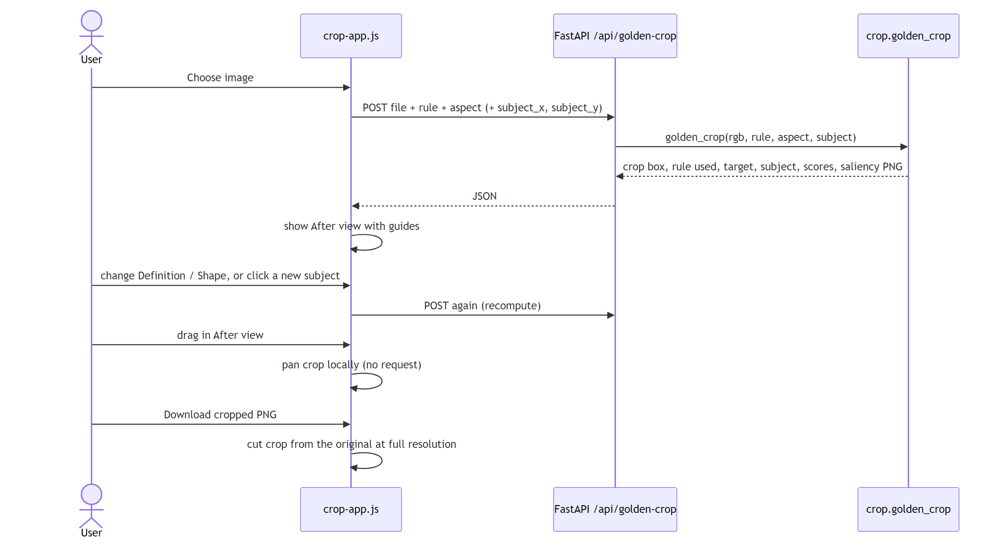 User
crop-app.js
FastAPI /api/golden-crop
crop.golden_crop
Choose image
POST file + rule + aspect (+ subject_x, subject_y)
golden_crop(rgb, rule, aspect, subject)
crop box, rule used, target, subject, scores, saliency PNG
JSON
show After view with guides
change Definition / Shape, or click a new subject
POST again (recompute)
drag in After view
pan crop locally (no request)
Download cropped PNG
cut crop from the original at full resolution
User
crop-app.js
FastAPI /api/golden-crop
crop.golden_crop